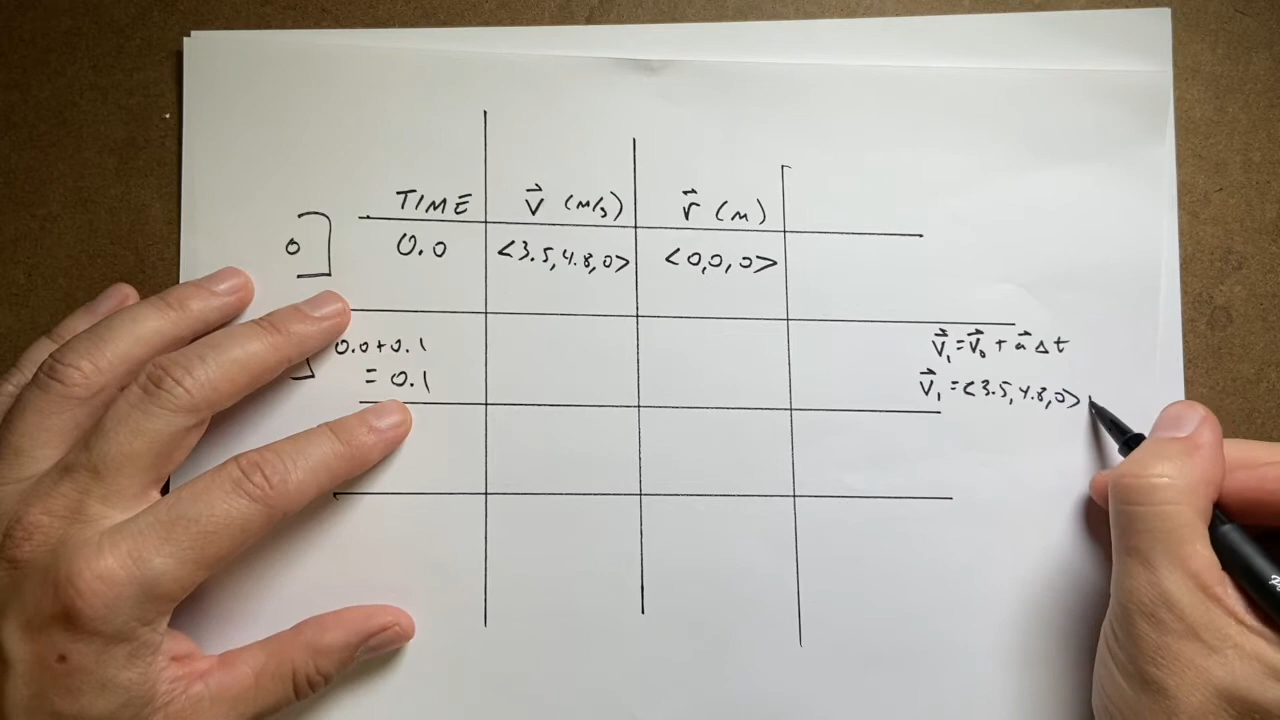 TIME v⃗ (M/S) r⃗ (M)
0 0.0 <3.5,4.8,0> <0,0,0>
0.0+0.1
= 0.1
v⃗₁=v⃗₀ + a⃗ Δt
v⃗₁ =<3.5,4.8,0>